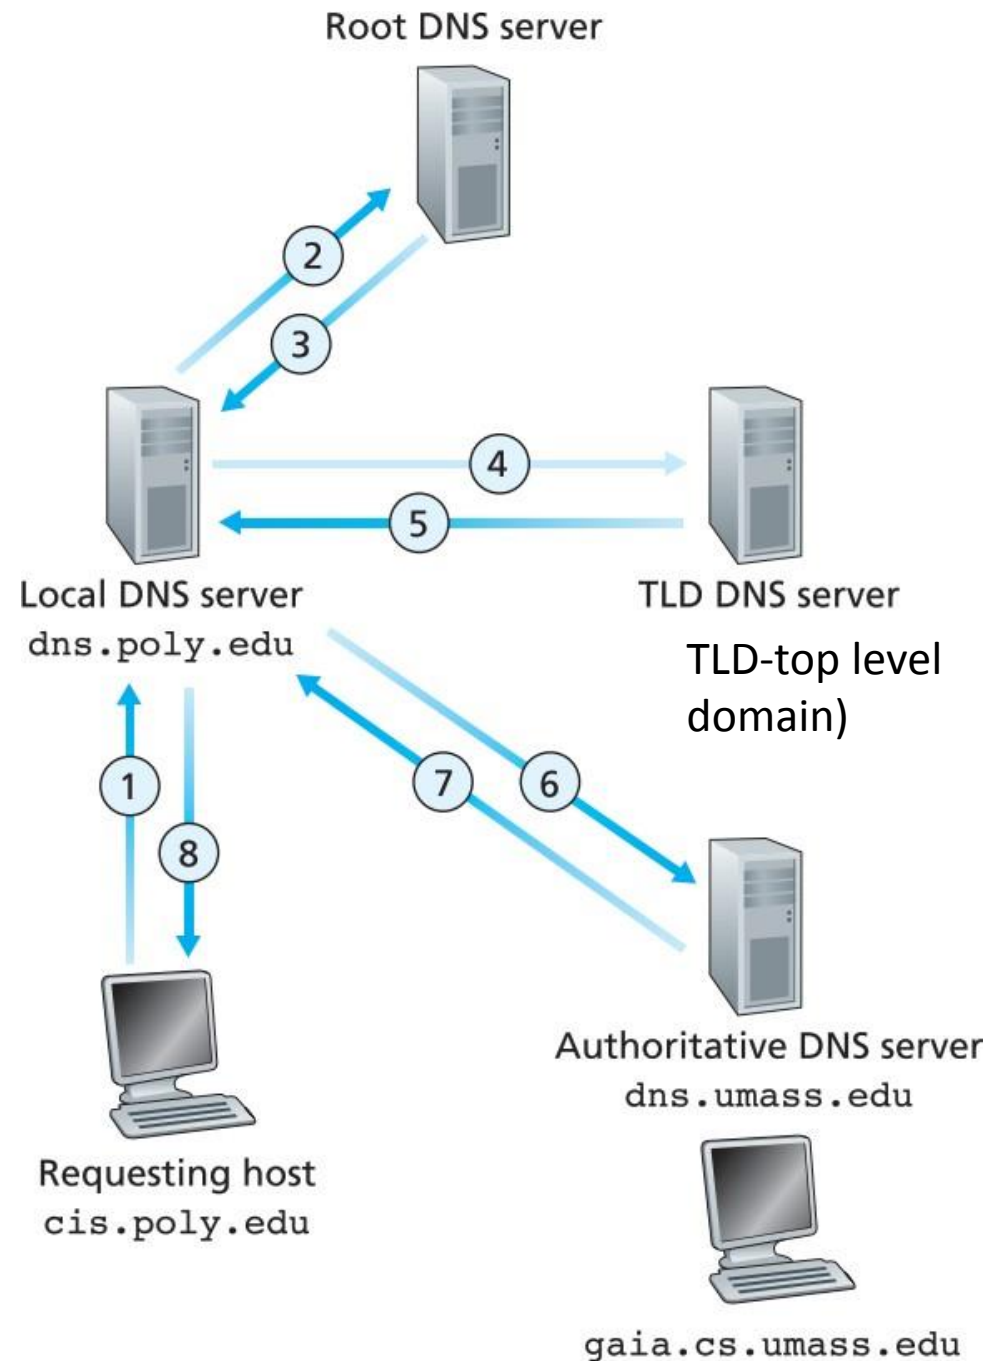 Root DNS server
2
3
4
5
Local DNS server
dns.poly.edu
TLD DNS server
TLD-top level
domain)
1
8
7
6
Authoritative DNS server
dns.umass.edu
Requesting host
cis.poly.edu
gaia.cs.umass.edu